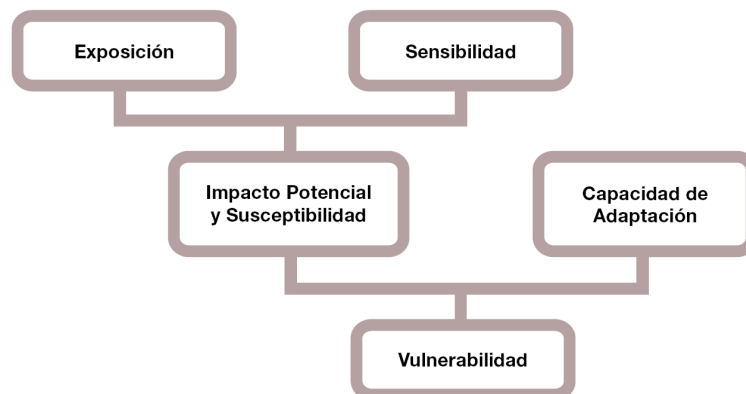 Exposición
Sensibilidad
Impacto Potencial
y Susceptibilidad
Capacidad de
Adaptación
Vulnerabilidad